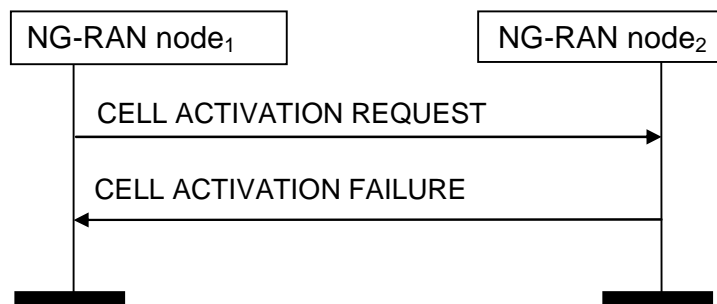 NG-RAN node₁
NG-RAN node₂
CELL ACTIVATION REQUEST
CELL ACTIVATION FAILURE